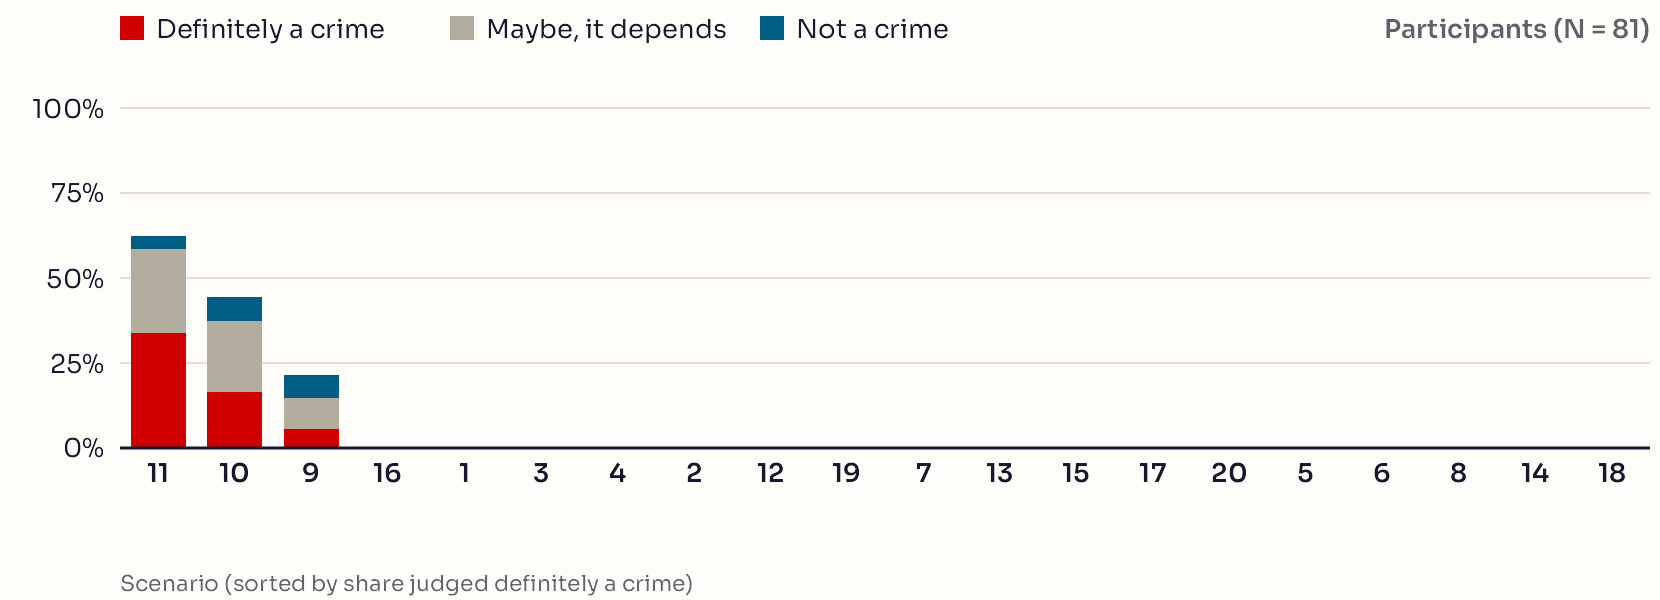 Definitely a crime Maybe, it depends Not a crime Participants (N = 81)
100%
75%
50%
25%
0%
11 10 9 16 1 3 4 2 12 19 7 13 15 17 20 5 6 8 14 18
Scenario (sorted by share judged definitely a crime)